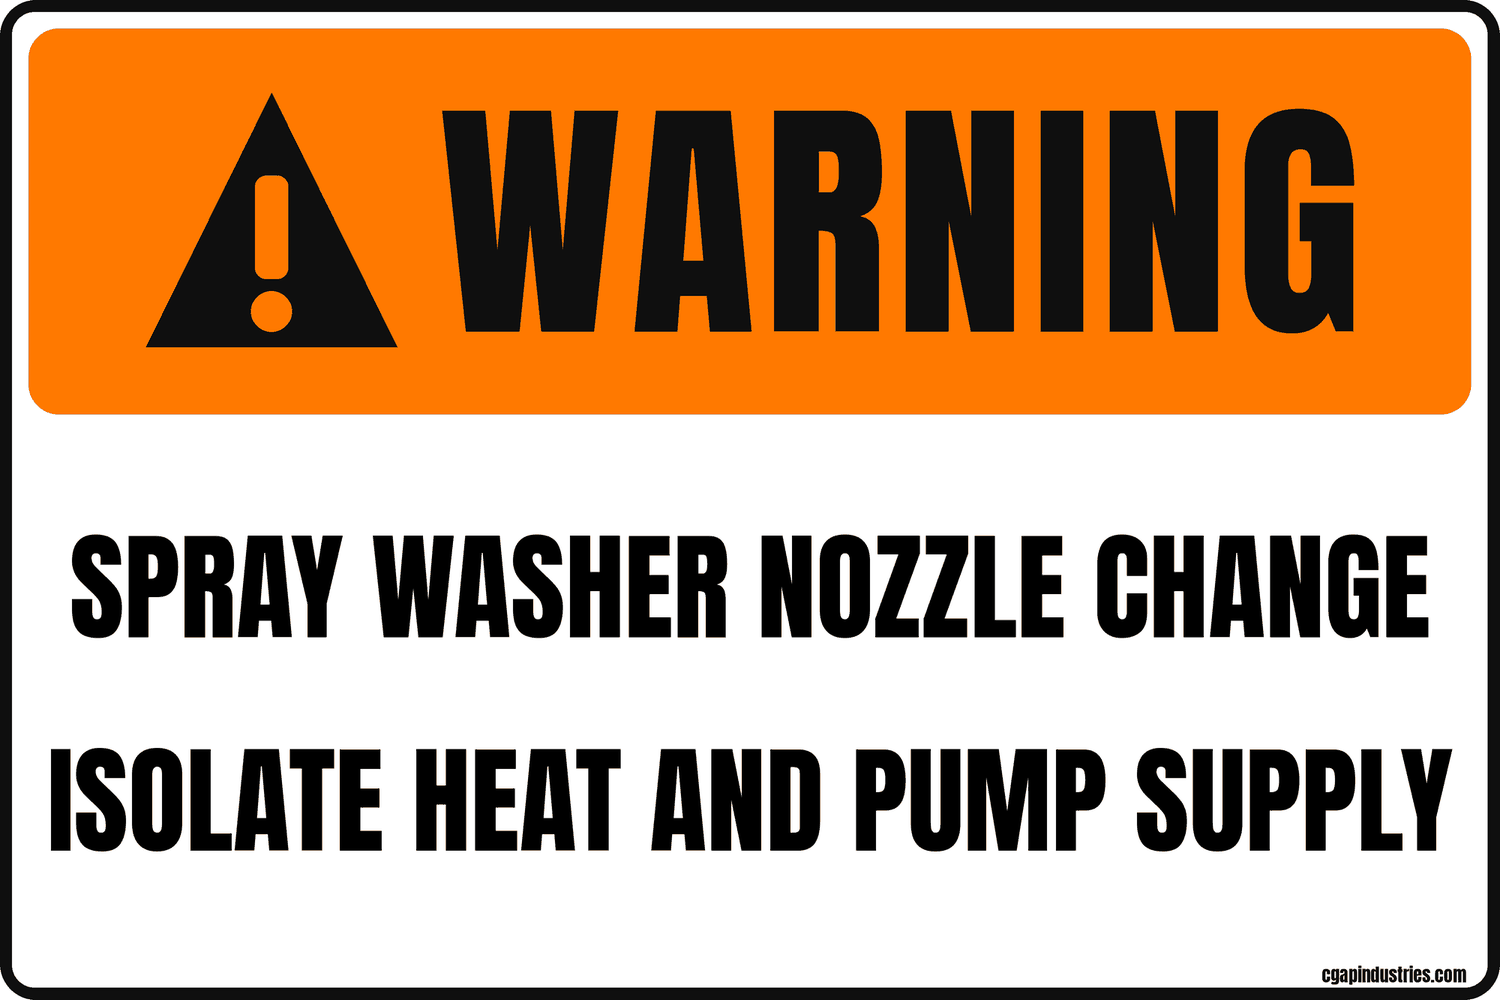 WARNING
SPRAY WASHER NOZZLE CHANGE
ISOLATE HEAT AND PUMP SUPPLY
cgapindustries.com